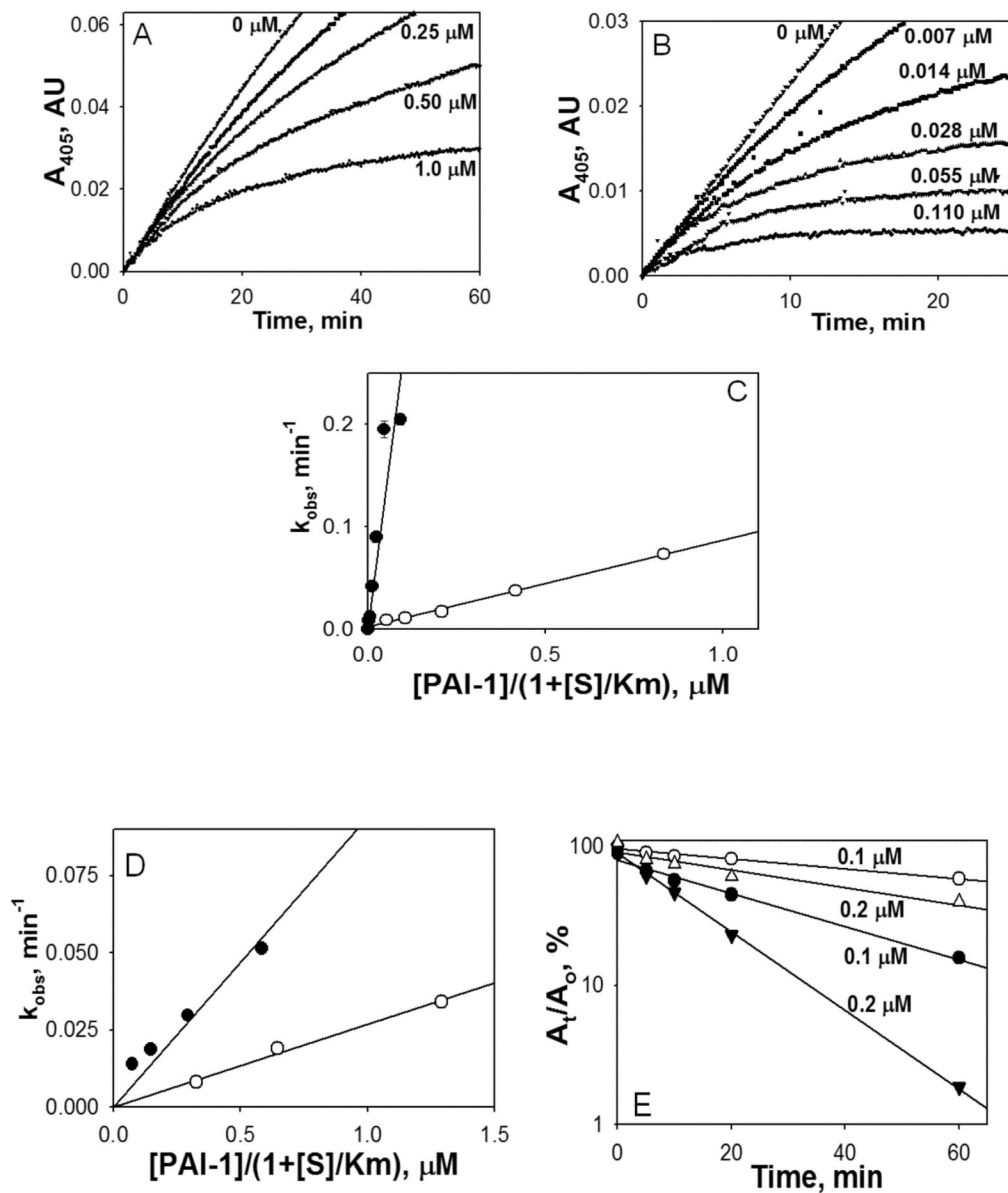 A
0 μM
0.25 μM
0.50 μM
1.0 μM
0.06
0.04
0.02
0.00
A405, AU
0
20
40
60
Time, min
B
0 μM
0.007 μM
0.014 μM
0.028 μM
0.055 μM
0.110 μM
0.03
0.02
0.01
0.00
A405, AU
0
10
20
Time, min
C
0.2
0.1
0.0
kobs, min-1
0.0
0.5
1.0
[PAI-1]/(1+[S]/Km), μM
D
0.075
0.050
0.025
0.000
kobs, min-1
0.0
0.5
1.0
1.5
[PAI-1]/(1+[S]/Km), μM
100
10
1
At/Ao, %
0.1 μM
0.2 μM
0.1 μM
0.2 μM
E
0
20
40
60
Time, min